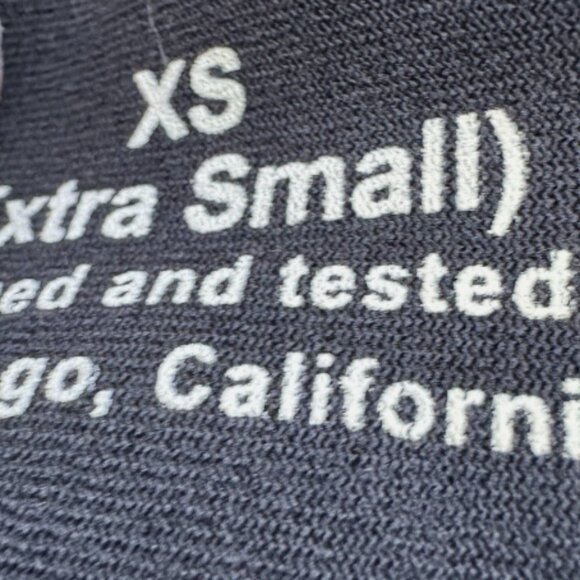 XS
xtra Small)
ed and tested
go, Californi